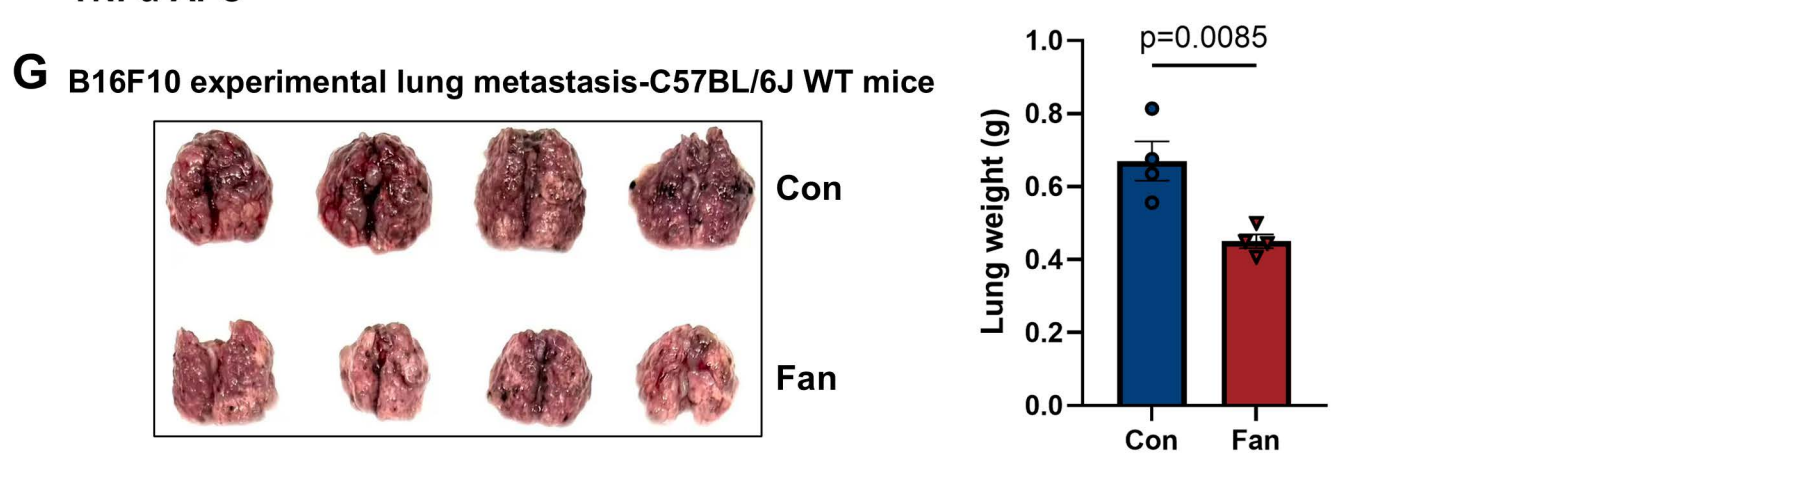 G
B16F10 experimental lung metastasis-C57BL/6J WT mice
Con
Fan
p=0.0085
Lung weight (g)
1.0
0.8
0.6
0.4
0.2
0.0
Con
Fan